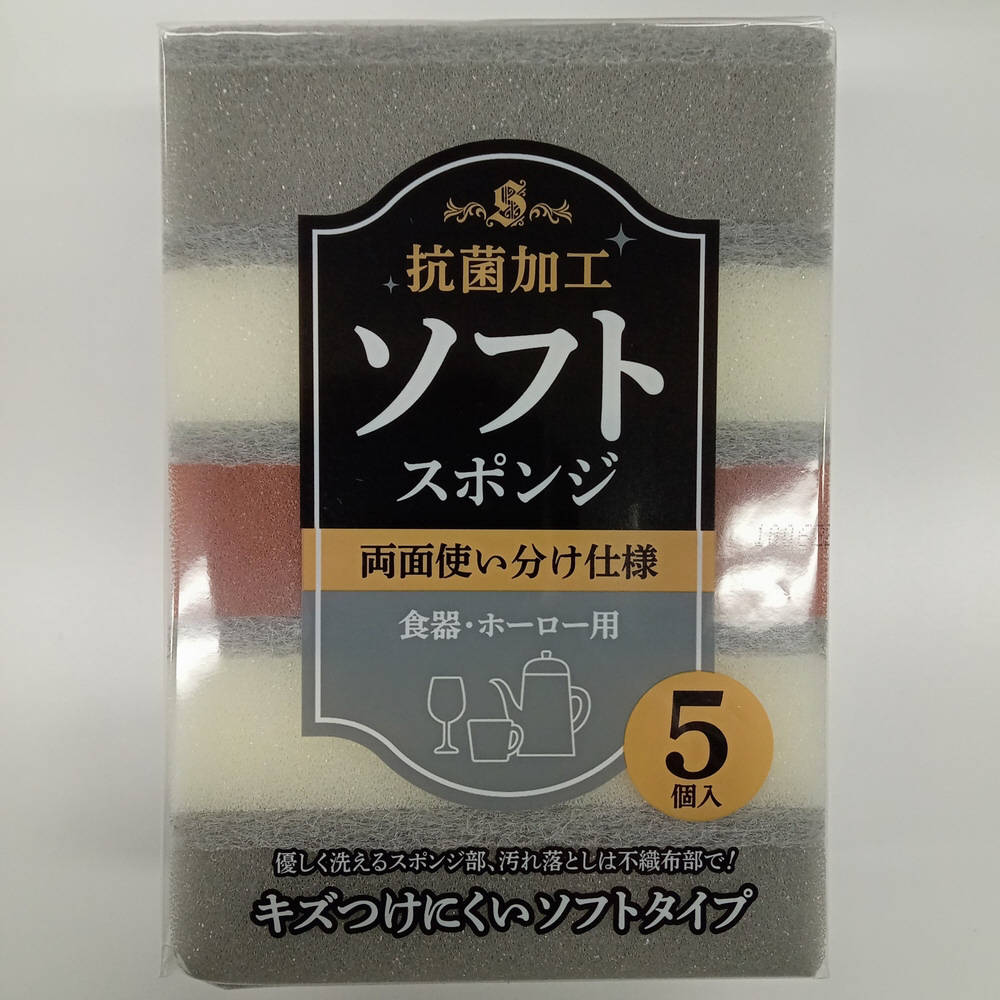 S
抗菌加工
ソフト
スポンジ
両面使い分け仕様
食器・ホーロー用
5
個入
優しく洗えるスポンジ部、汚れ落としは不織布部で!
キズつけにくいソフトタイプ